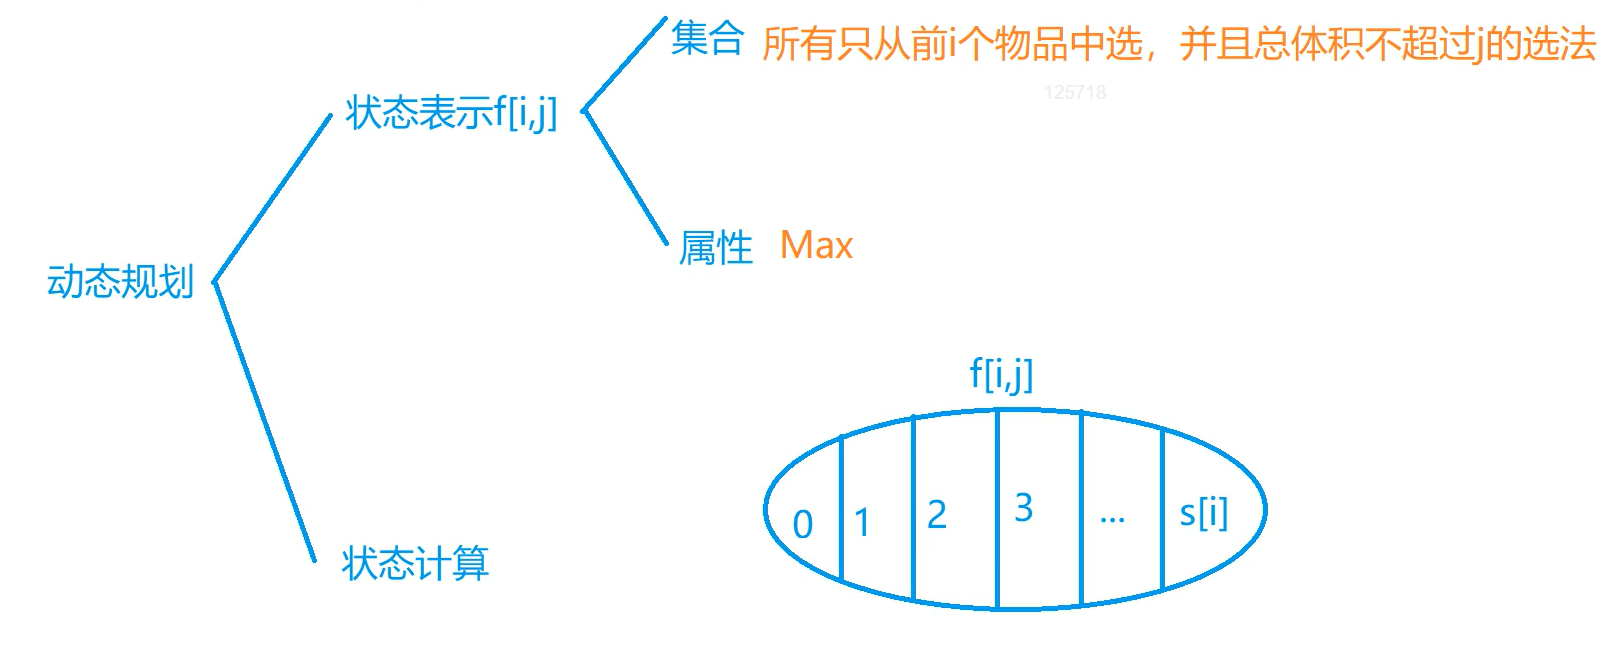 集合 所有只从前i个物品中选，并且总体积不超过j的选法
125718
状态表示f[i,j]
属性 Max
动态规划
f[i,j]
0 1 2 3 ... s[i]
状态计算